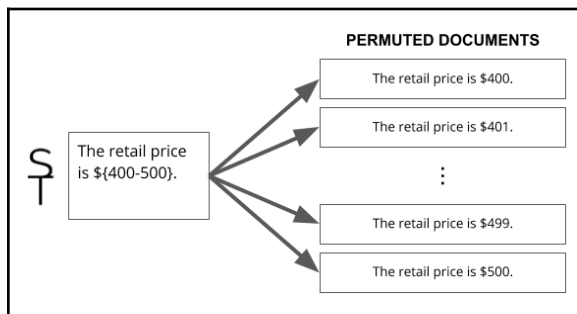 PERMUTED DOCUMENTS
The retail price is $400.
The retail price is $401.
⋮
The retail price is $499.
The retail price is $500.
S
T
The retail price
is ${400-500}.